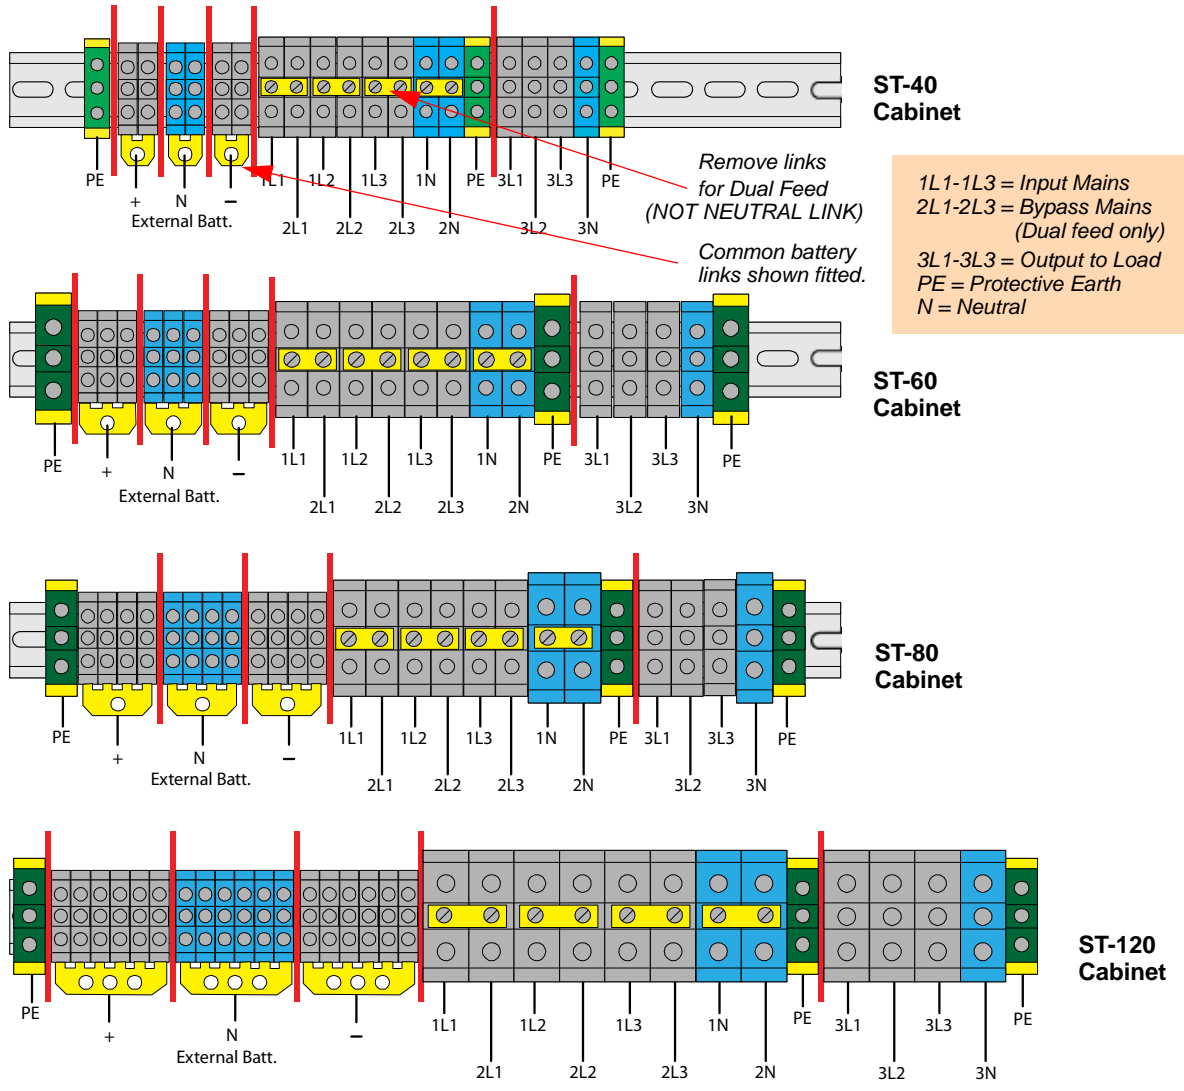 ST-40
Cabinet
PE
+
N
–
External Batt.
1L1
2L1
1L2
2L2
1L3
2L3
1N
2N
PE
3L1
3L2
3L3
3N
PE
Remove links
for Dual Feed
(NOT NEUTRAL LINK)
Common battery
links shown fitted.
1L1-1L3 = Input Mains
2L1-2L3 = Bypass Mains
(Dual feed only)
3L1-3L3 = Output to Load
PE = Protective Earth
N = Neutral
ST-60
Cabinet
PE
+
N
–
External Batt.
1L1
2L1
1L2
2L2
1L3
2L3
1N
2N
PE
3L1
3L2
3L3
3N
PE
ST-80
Cabinet
PE
+
N
–
External Batt.
1L1
2L1
1L2
2L2
1L3
2L3
1N
2N
PE
3L1
3L2
3L3
3N
PE
ST-120
Cabinet
PE
+
N
–
External Batt.
1L1
2L1
1L2
2L2
1L3
2L3
1N
2N
PE
3L1
3L2
3L3
3N
PE